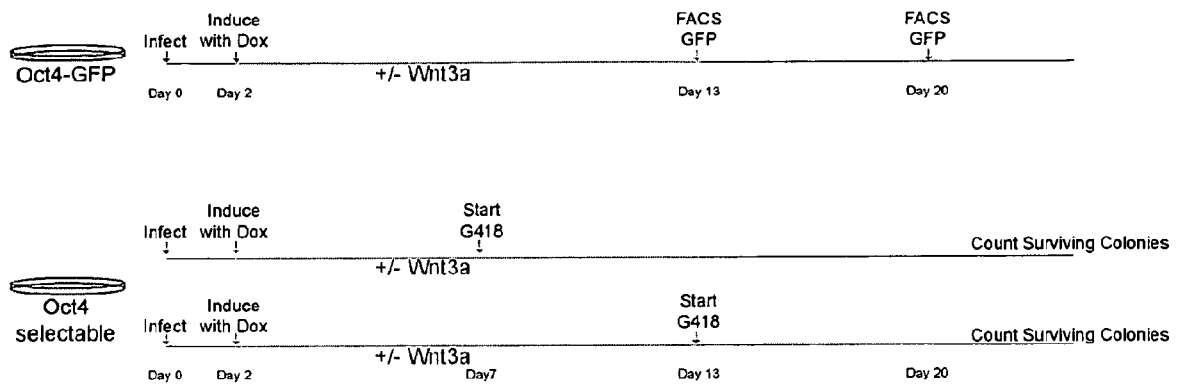 Infect
Induce
with Dox
FACS
GFP
FACS
GFP
Oct4-GFP
+/- Wnt3a
Day 0
Day 2
Day 13
Day 20
Infect
Induce
with Dox
Start
G418
Count Surviving Colonies
+/- Wnt3a
Oct4
selectable
Infect
Induce
with Dox
Start
G418
Count Surviving Colonies
+/- Wnt3a
Day 0
Day 2
Day7
Day 13
Day 20